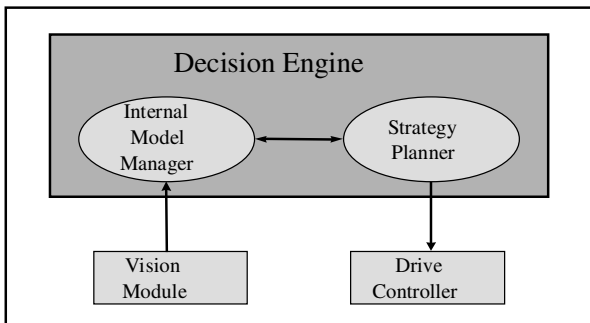 Decision Engine
Internal
Model
Manager
Strategy
Planner
Vision
Module
Drive
Controller